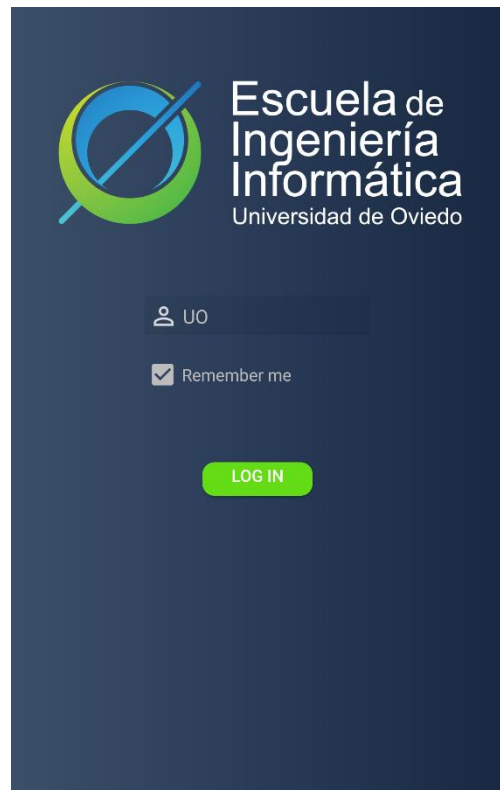 Escuela de
Ingeniería
Informática
Universidad de Oviedo
UO
Remember me
LOG IN